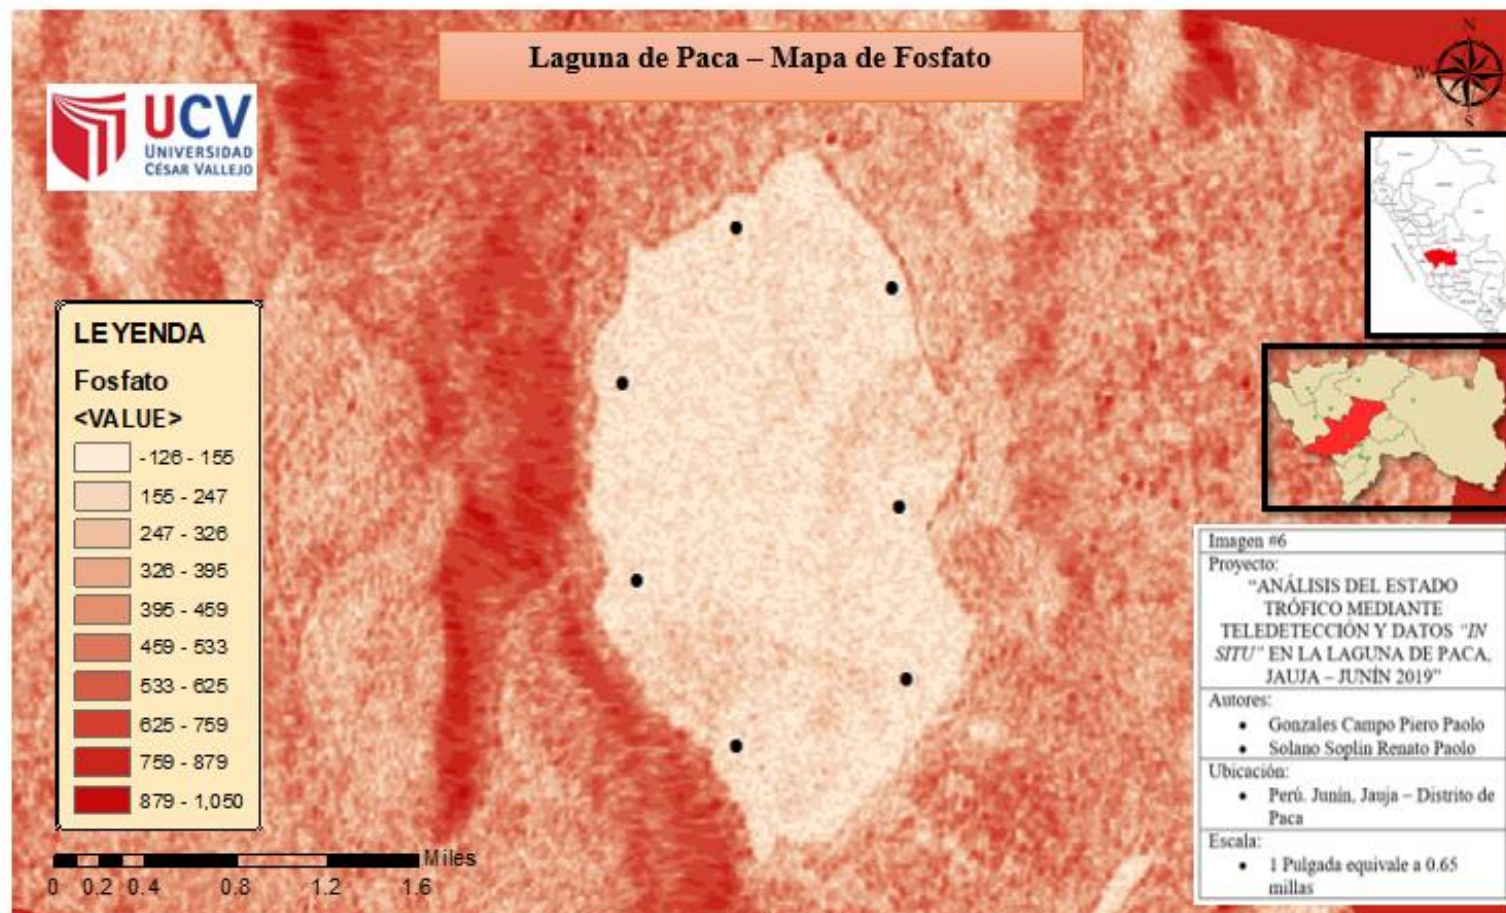 Laguna de Paca – Mapa de Fosfato
N
W
S
UCV
UNIVERSIDAD
CÉSAR VALLEJO
LEYENDA
Fosfato
<VALUE>
-126 - 155
155 - 247
247 - 326
326 - 395
395 - 459
459 - 533
533 - 625
625 - 759
759 - 879
879 - 1,050
Miles
0 0.2 0.4 0.8 1.2 1.6
Imagen #6
Proyecto:
“ANÁLISIS DEL ESTADO
TRÓFICO MEDIANTE
TELEDETECCIÓN Y DATOS “IN
SITU” EN LA LAGUNA DE PACA,
JAUJA – JUNÍN 2019”
Autores:
• Gonzales Campo Piero Paolo
• Solano Soplin Renato Paolo
Ubicación:
• Perú. Junín, Jauja – Distrito de
Paca
Escala:
• 1 Pulgada equivale a 0.65
millas